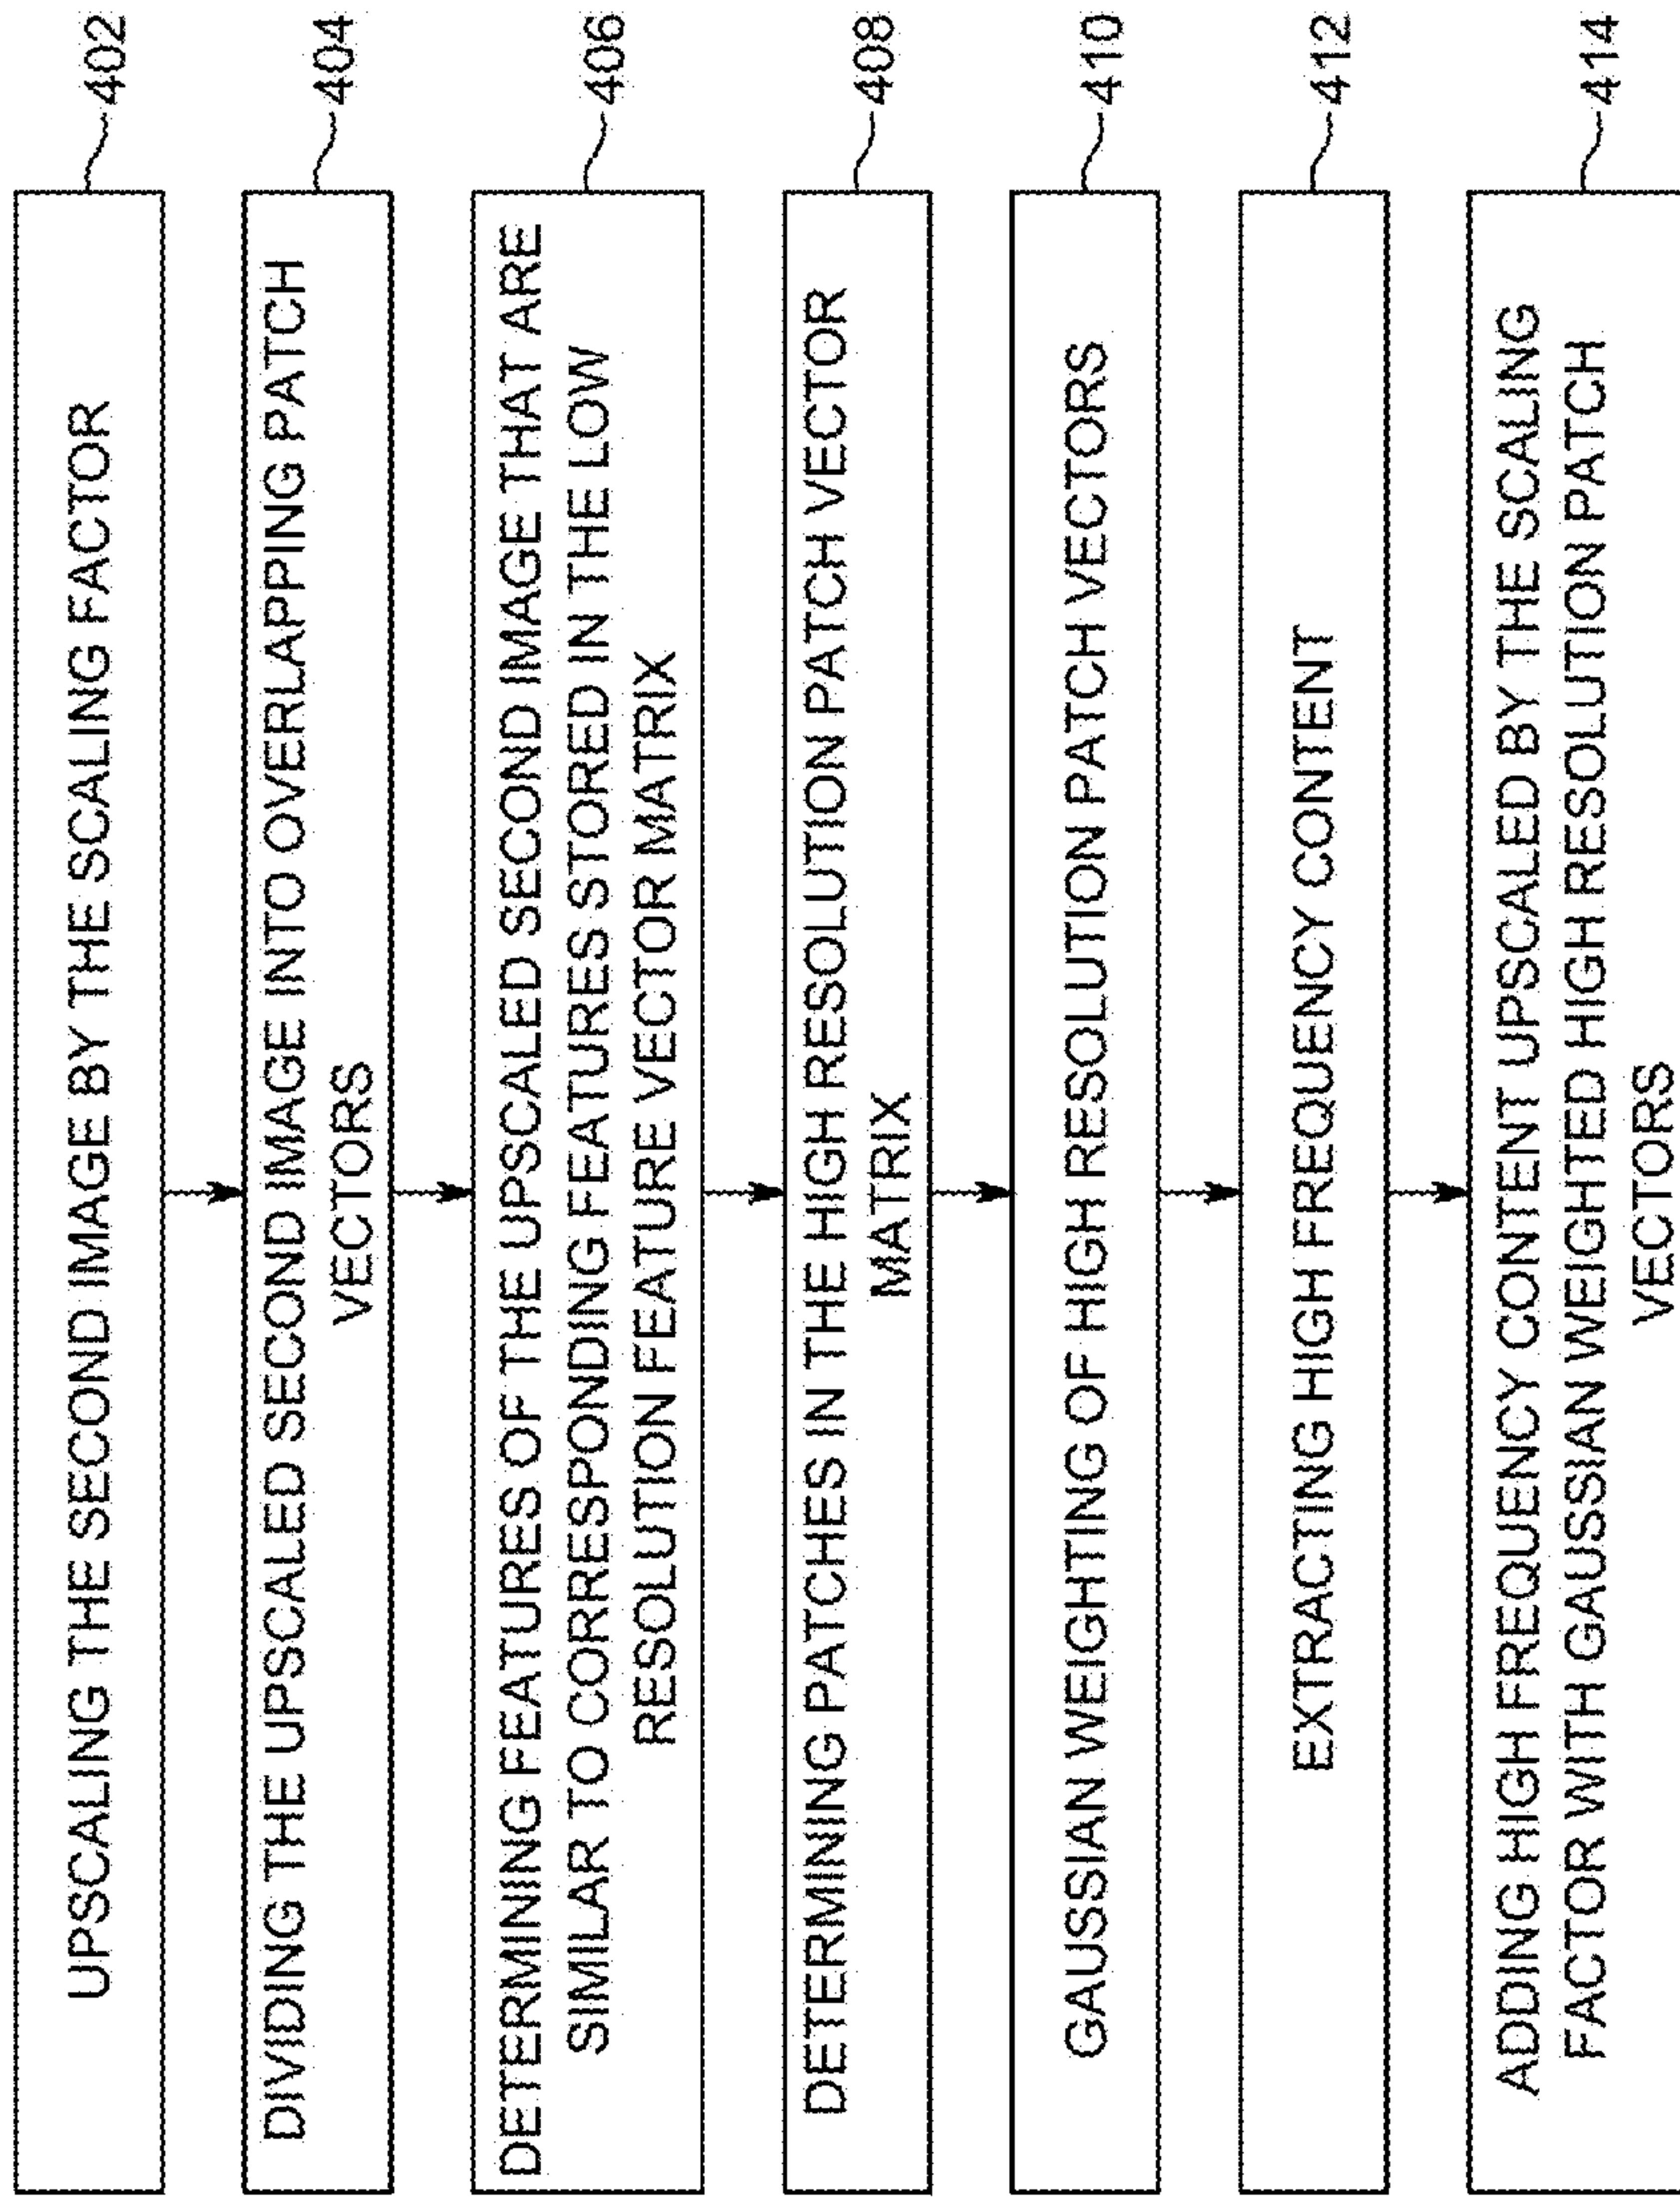 UPSCALING THE SECOND IMAGE BY THE SCALING FACTOR
402
DIVIDING THE UPSCALED SECOND IMAGE INTO OVERLAPPING PATCH
VECTORS
404
DETERMINING FEATURES OF THE UPSCALED SECOND IMAGE THAT ARE
SIMILAR TO CORRESPONDING FEATURES STORED IN THE LOW
RESOLUTION FEATURE VECTOR MATRIX
406
DETERMINING PATCHES IN THE HIGH RESOLUTION PATCH VECTOR
MATRIX
408
GAUSSIAN WEIGHTING OF HIGH RESOLUTION PATCH VECTORS
410
EXTRACTING HIGH FREQUENCY CONTENT
412
ADDING HIGH FREQUENCY CONTENT UPSCALED BY THE SCALING
FACTOR WITH GAUSSIAN WEIGHTED HIGH RESOLUTION PATCH
VECTORS
414